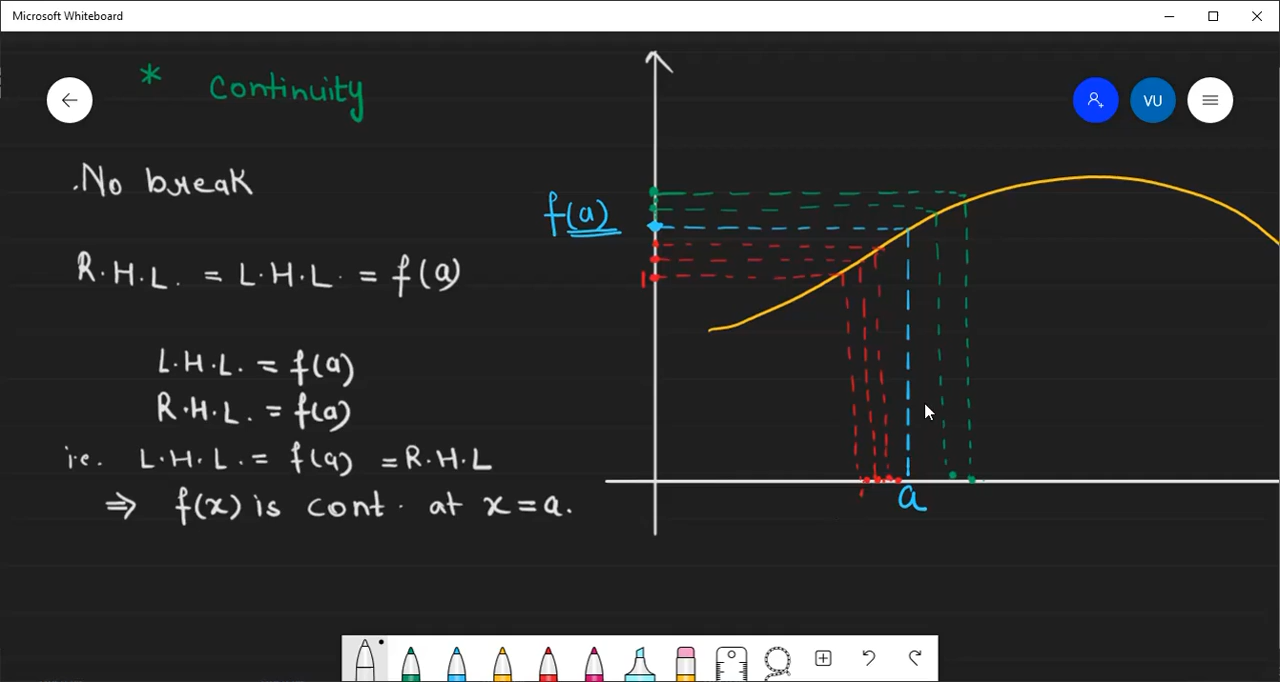 Microsoft Whiteboard
* Continuity
VU
.No break
f(a)
R.H.L. = L.H.L. = f(a)
L.H.L. = f(a)
R.H.L. = f(a)
i.e. L.H.L. = f(a) = R.H.L
⇒ f(x) is cont. at x = a.
a